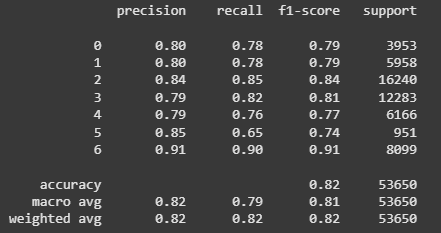 precision recall f1-score support
0 0.80 0.78 0.79 3953
1 0.80 0.78 0.79 5958
2 0.84 0.85 0.84 16240
3 0.79 0.82 0.81 12283
4 0.79 0.76 0.77 6166
5 0.85 0.65 0.74 951
6 0.91 0.90 0.91 8099
accuracy 0.82 53650
macro avg 0.82 0.79 0.81 53650
weighted avg 0.82 0.82 0.82 53650